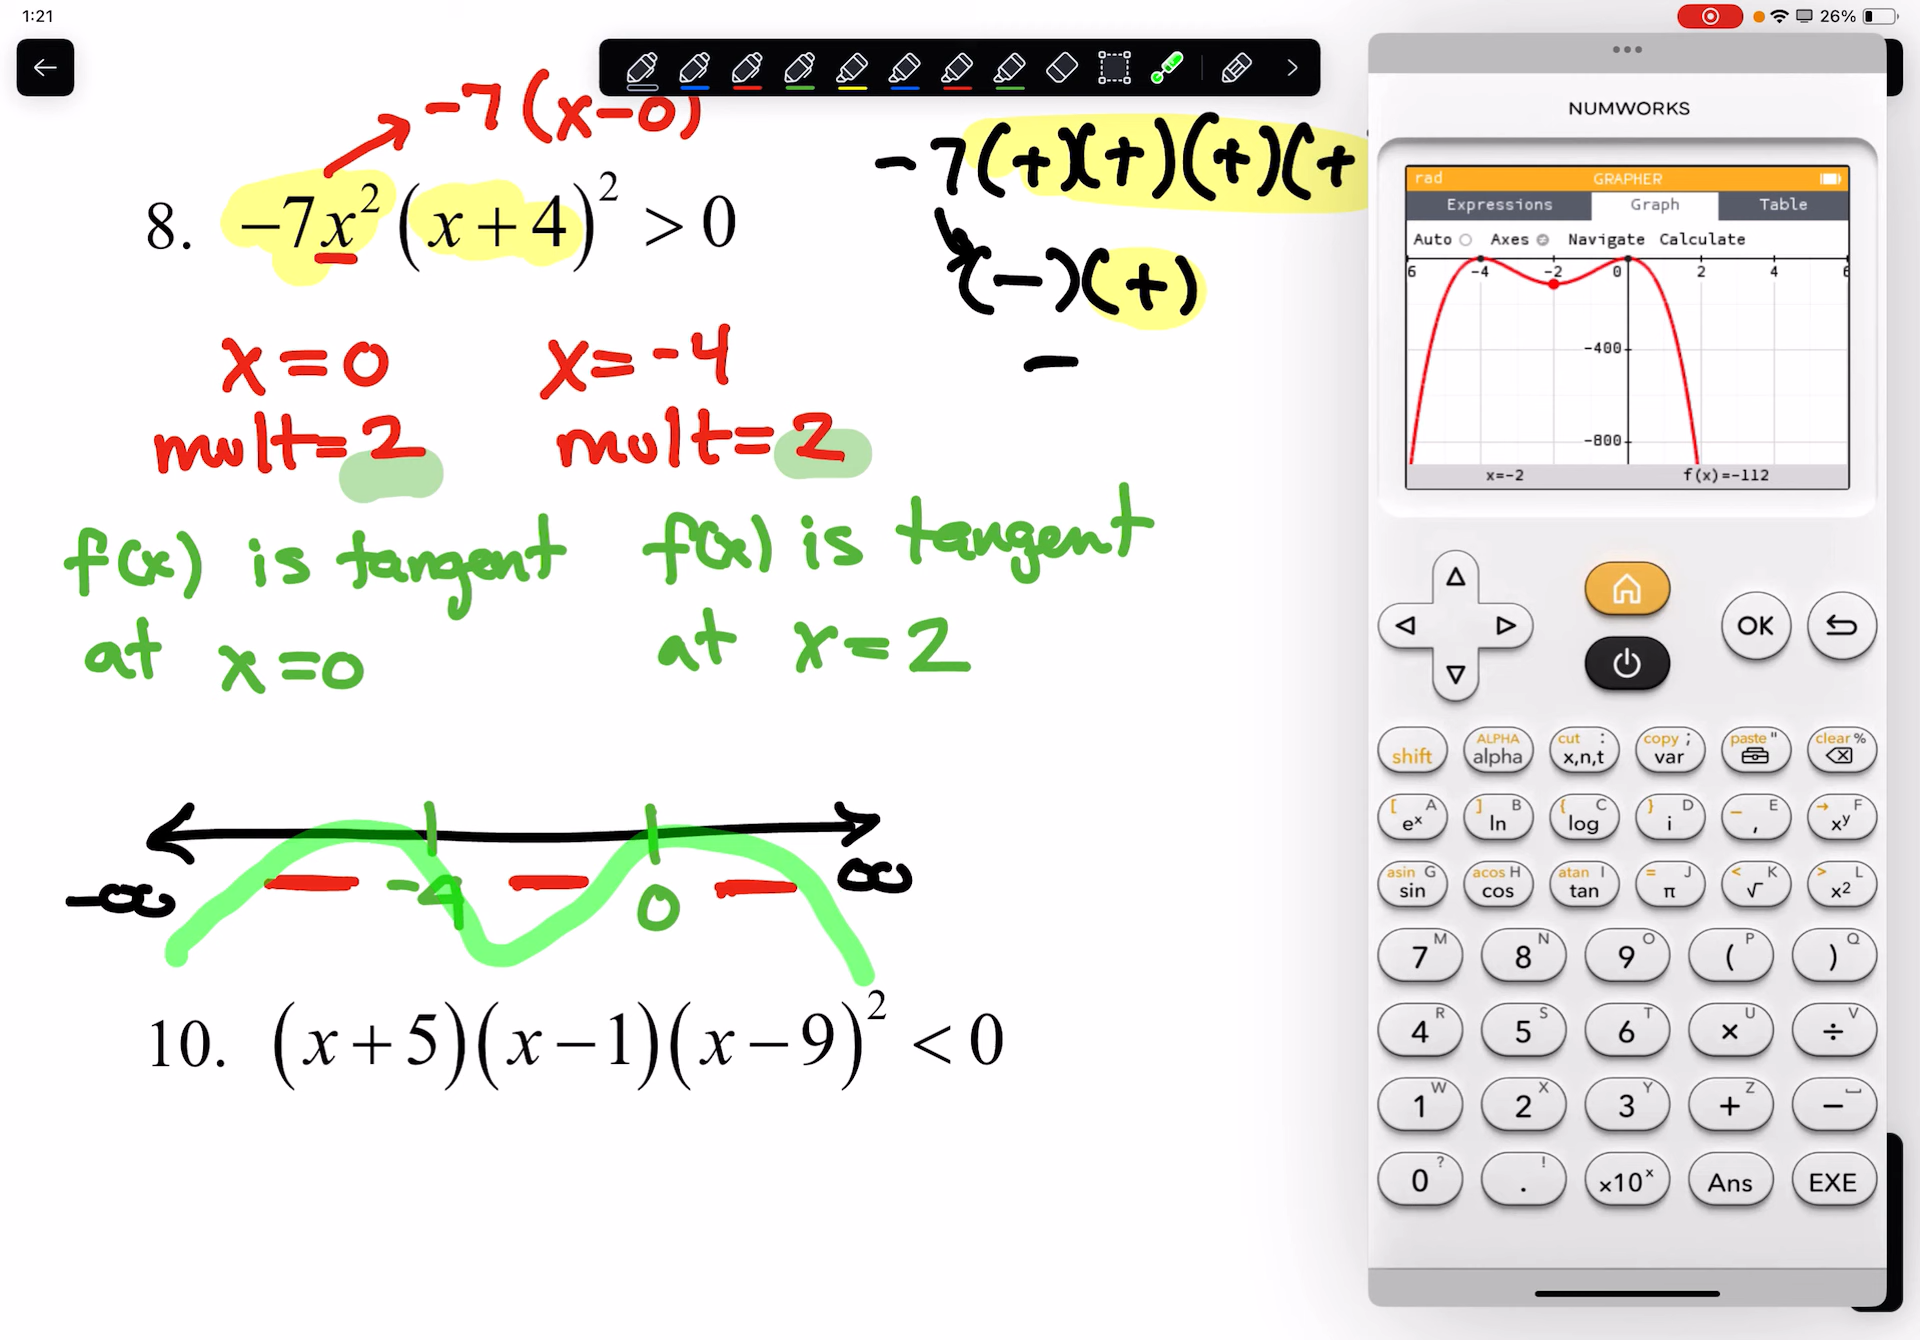 1:21
26%
-7(x-0)
8. −7x²(x+4)² > 0
-7(+)(+)(+)(+
(-)(+)
-
x=0 x=-4
mult=2 mult=2
f(x) is tangent f(x) is tangent
at x=0 at x=2
-∞ -4 0 ∞
10. (x+5)(x−1)(x−9)² < 0
NUMWORKS
rad GRAPHER
Expressions Graph Table
Auto Axes Navigate Calculate
6 -4 -2 0 2 4 6
-400
-800
x=-2 f(x)=-112
OK
ALPHA cut : copy ; paste " clear %
shift alpha x,n,t var
[ A ] B { C } D _ E → F
eˣ ln log i , xʸ
asin G acos H atan I = J < K > L
sin cos tan π √ x²
M N O P Q
7 8 9 ( )
R S T U V
4 5 6 × ÷
W X Y Z
1 2 3 + −
? !
0 . ×10ˣ Ans EXE